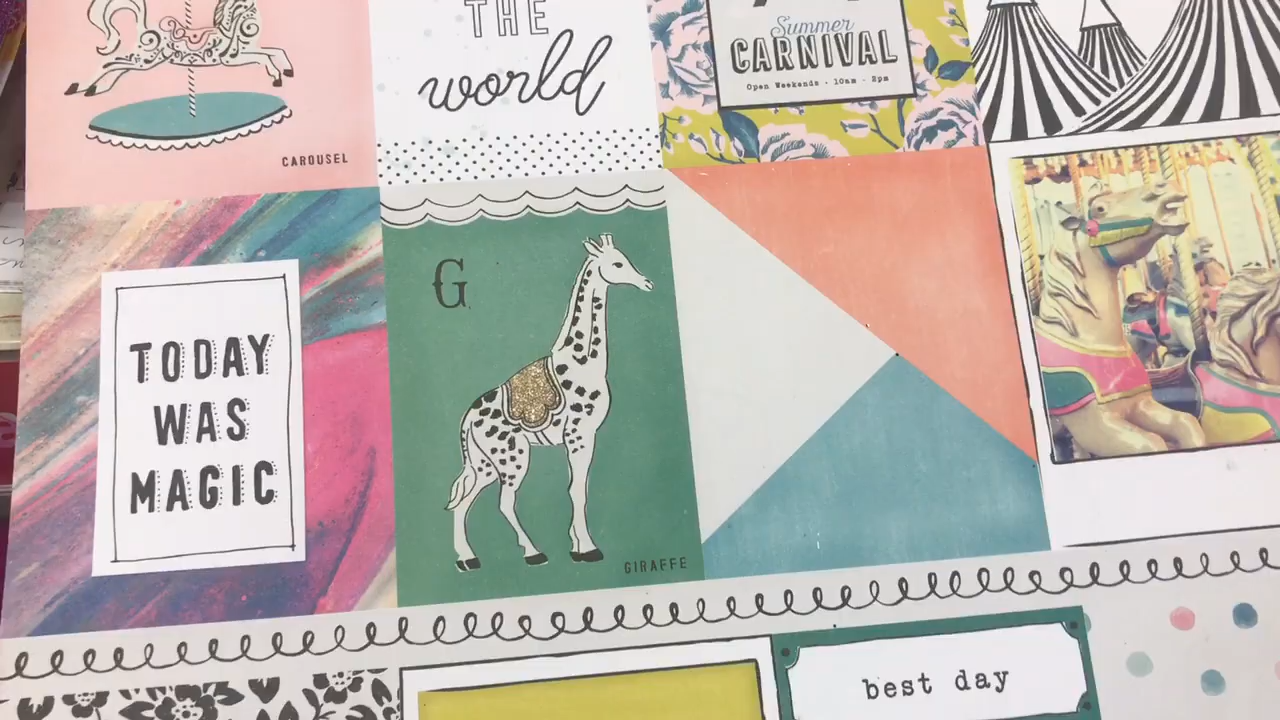 THE
world
Summer
CARNIVAL
Open Weekends - 10am - 2pm
CAROUSEL
TODAY
WAS
MAGIC
G
GIRAFFE
best day